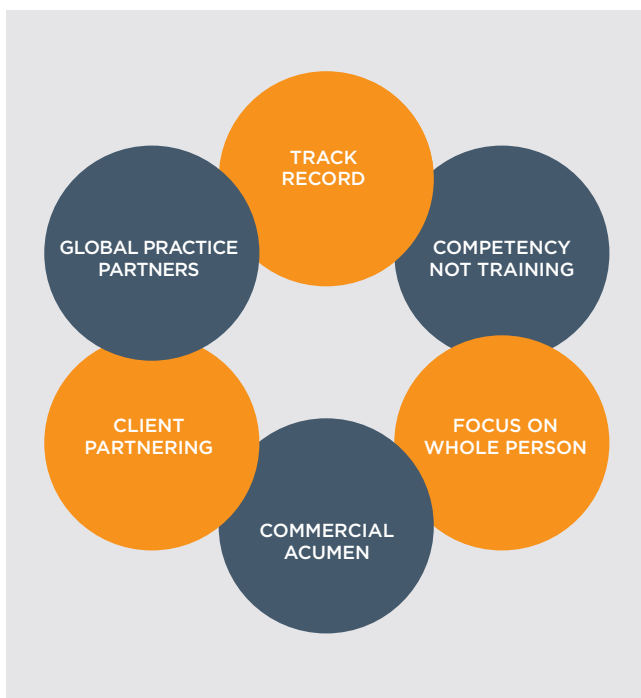 TRACK
RECORD
COMPETENCY
NOT TRAINING
FOCUS ON
WHOLE PERSON
COMMERCIAL
ACUMEN
CLIENT
PARTNERING
GLOBAL PRACTICE
PARTNERS